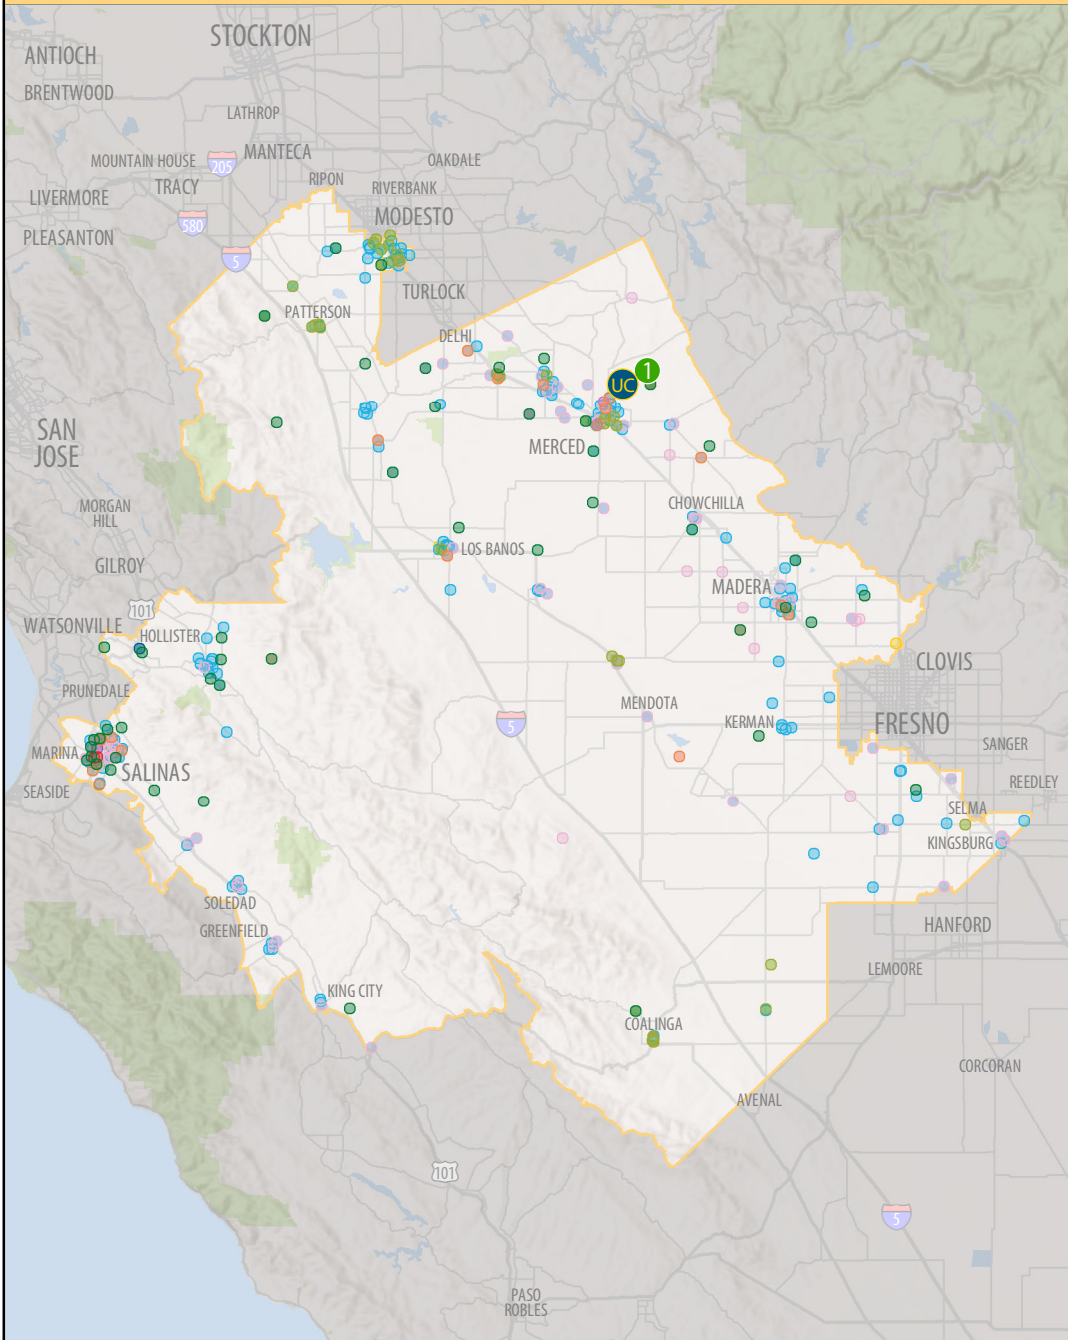 STOCKTON
ANTIOCH
BRENTWOOD
LATHROP
MANTECA
MOUNTAIN HOUSE
205
OAKDALE
TRACY
RIPON
RIVERBANK
LIVERMORE
MODESTO
580
PLEASANTON
5
TURLOCK
PATTERSON
DELHI
1
UC
SAN
JOSE
MERCED
MORGAN
HILL
CHOWCHILLA
LOS BANOS
GILROY
MADERA
101
WATSONVILLE
HOLLISTER
CLOVIS
PRUNEDALE
MENDOTA
5
KERMAN
FRESNO
SANGER
MARINA
SALINAS
REEDLEY
SEASIDE
SELMA
KINGSBURG
SOLEDAD
GREENFIELD
HANFORD
LEMOORE
KING CITY
COALINGA
CORCORAN
AVENAL
101
5
PASO
ROBLES